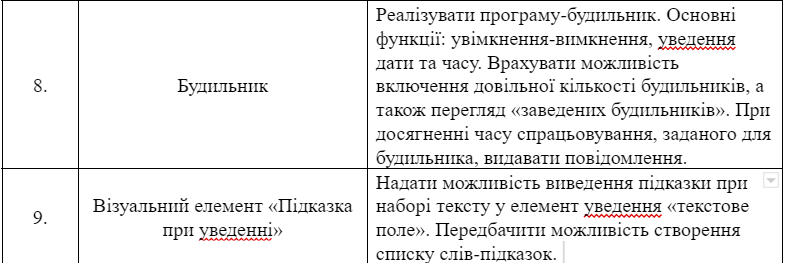 Реалізувати програму-будильник. Основні
функції: увімкнення-вимкнення, уведення
дати та часу. Врахувати можливість
8.
Будильник
включення довільної кількості будильників, а
також перегляд «заведених будильників». При
досягненні часу спрацьовування, заданого для
будильника, видавати повідомлення.
Надати можливість виведення підказки при
9.
Візуальний елемент «Підказка
при уведенні»
наборі тексту у елемент уведення «текстове
поле». Передбачити можливість створення
списку слів-підказок.